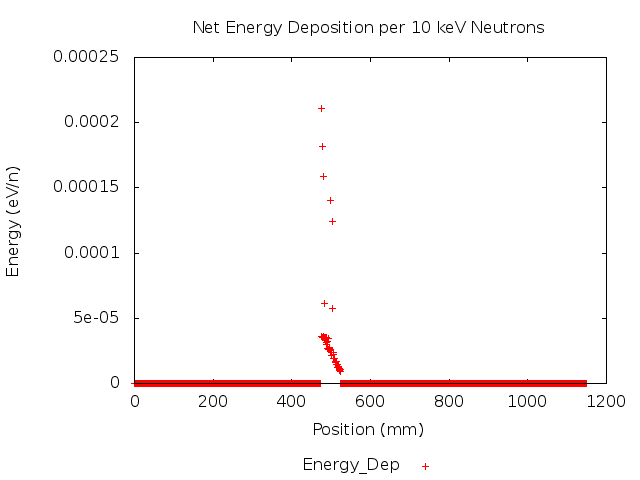 Net Energy Deposition per 10 keV Neutrons
0.00025
0.0002
0.00015
0.0001
5e-05
0
Energy (eV/n)
0 200 400 600 800 1000 1200
Position (mm)
Energy_Dep